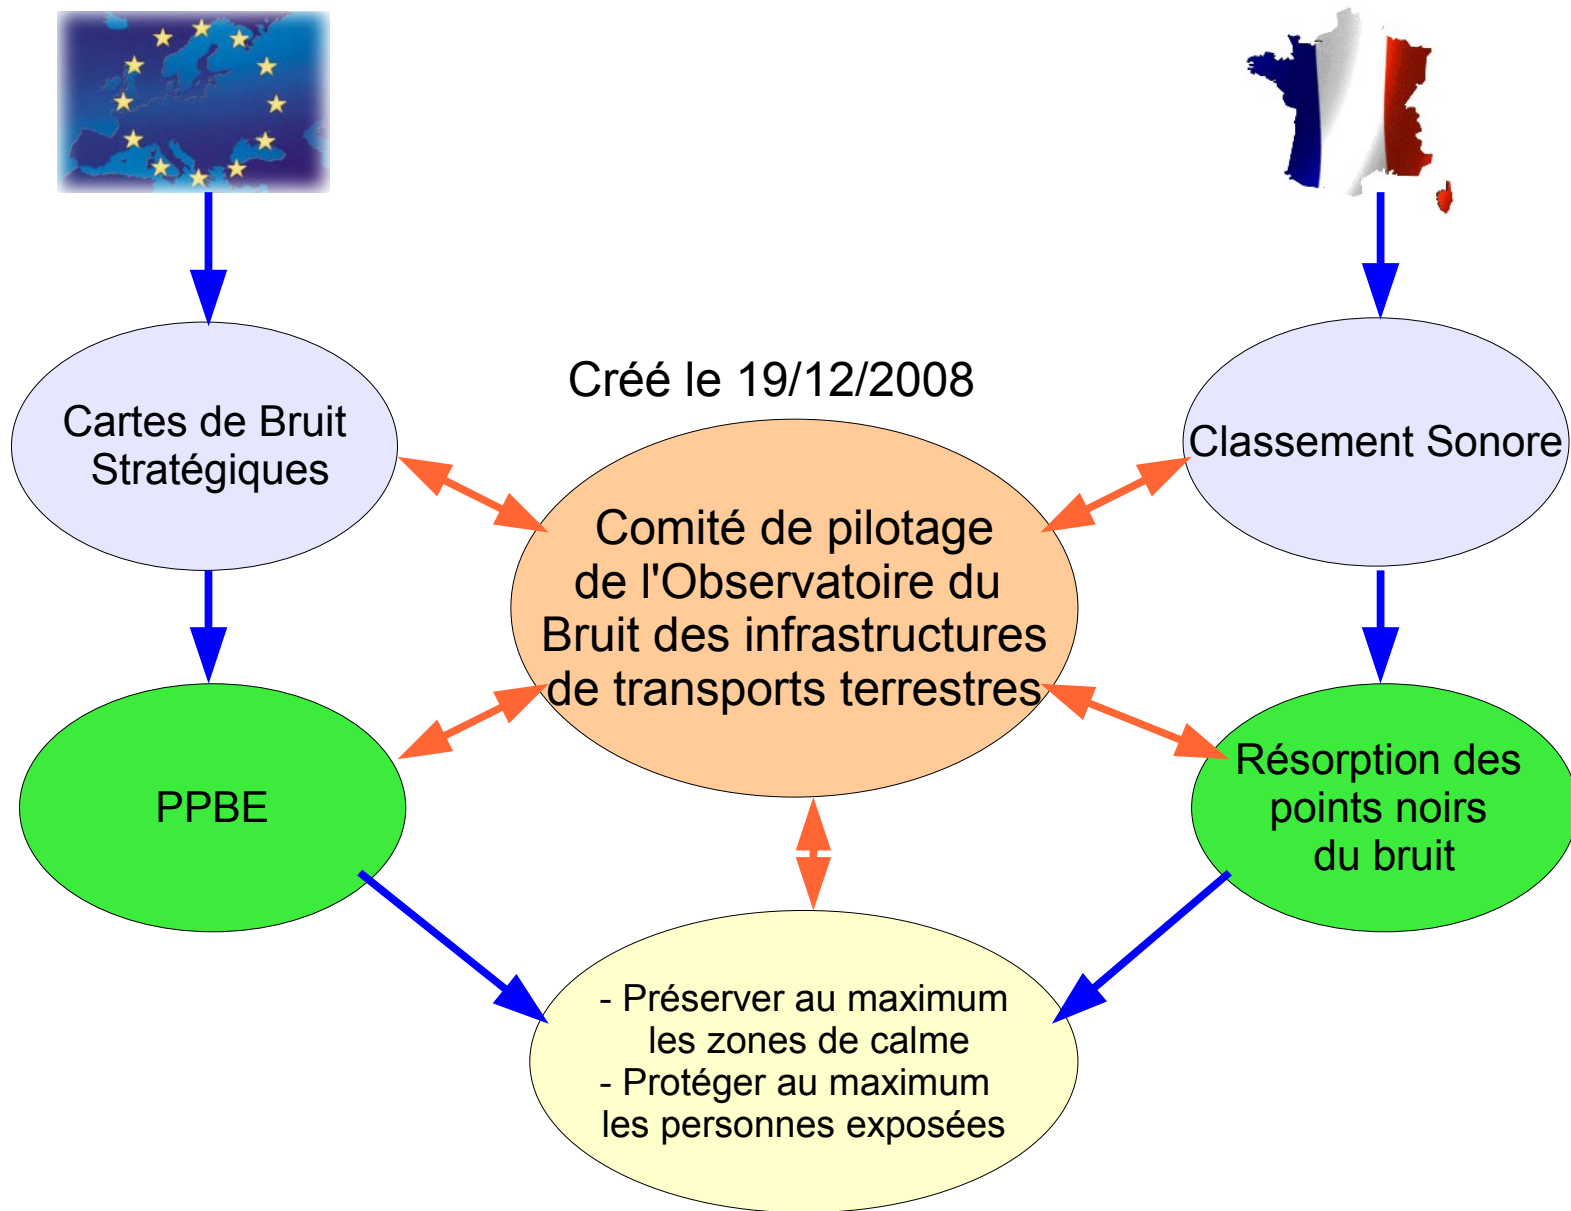 Créé le 19/12/2008
Cartes de Bruit
Stratégiques
Classement Sonore
Comité de pilotage
de l'Observatoire du
Bruit des infrastructures
de transports terrestres
PPBE
Résorption des
points noirs
du bruit
- Préserver au maximum
les zones de calme
- Protéger au maximum
les personnes exposées